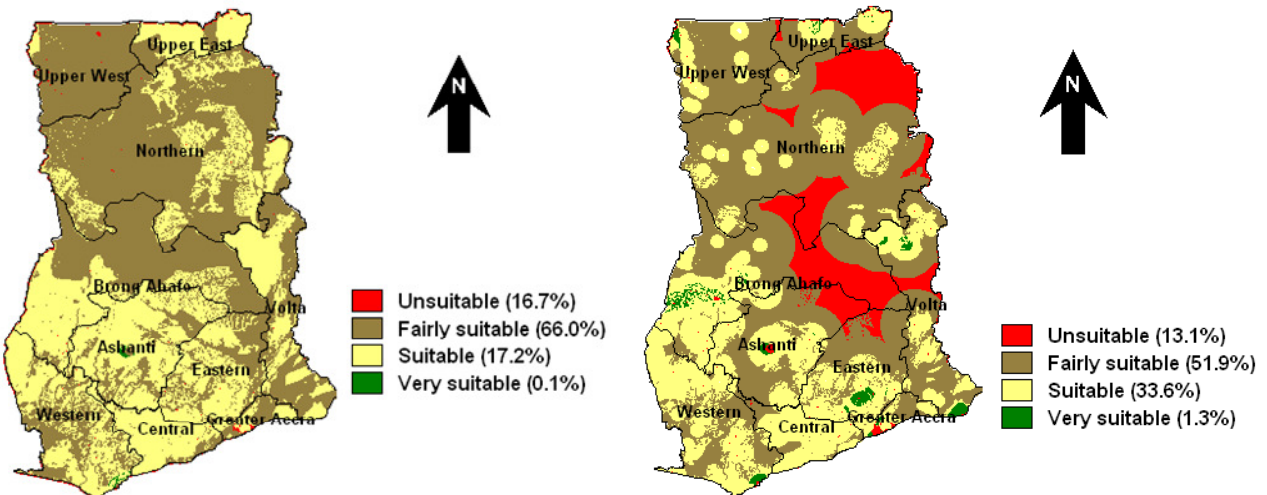 Upper East
Upper West
N
Northern
Brong Ahafo
Volta
Ashanti
Eastern
Western
Central
Greater Accra
Unsuitable (16.7%)
Fairly suitable (66.0%)
Suitable (17.2%)
Very suitable (0.1%)
Upper East
Upper West
N
Northern
Brong Ahafo
Volta
Ashanti
Eastern
Western
Central
Greater Accra
Unsuitable (13.1%)
Fairly suitable (51.9%)
Suitable (33.6%)
Very suitable (1.3%)